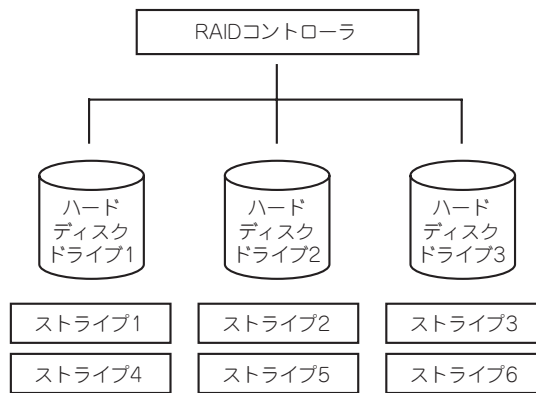 RAIDコントローラ
ハード
ディスク
ドライブ1
ハード
ディスク
ドライブ2
ハード
ディスク
ドライブ3
ストライプ1
ストライプ2
ストライプ3
ストライプ4
ストライプ5
ストライプ6